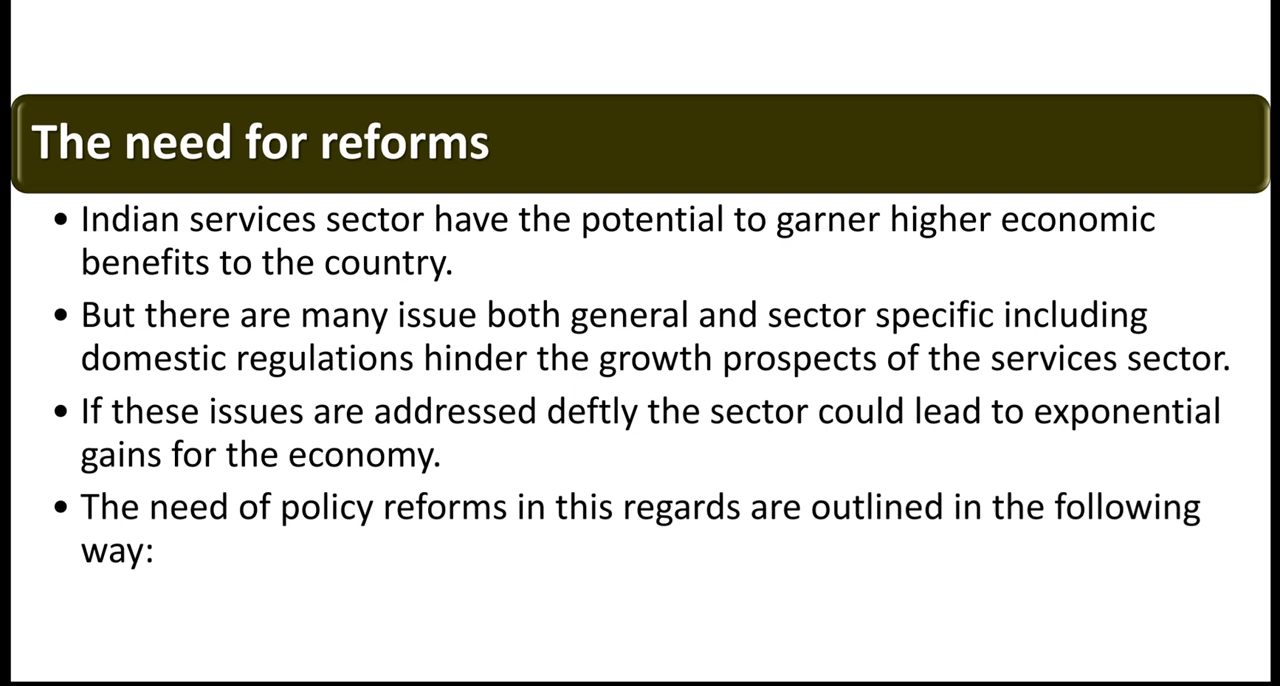 The need for reforms
• Indian services sector have the potential to garner higher economic
benefits to the country.
• But there are many issue both general and sector specific including
domestic regulations hinder the growth prospects of the services sector.
• If these issues are addressed deftly the sector could lead to exponential
gains for the economy.
• The need of policy reforms in this regards are outlined in the following
way: